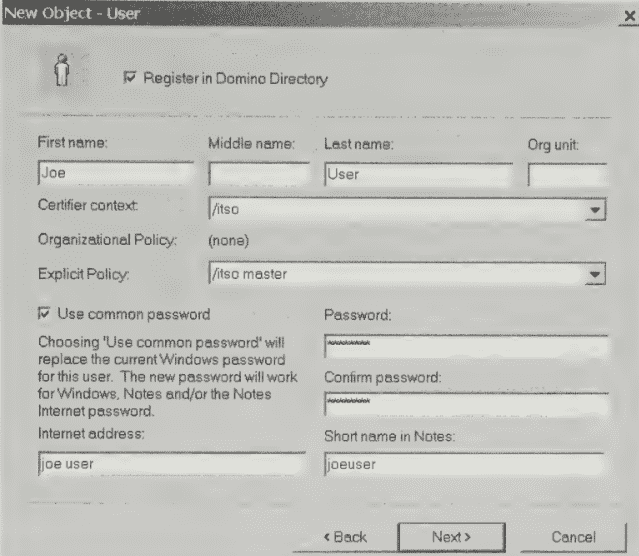 New Object - User
Register in Domino Directory
First name: Middle name: Last name: Org unit:
Joe User
Certifier context: /itso
Organizational Policy: (none)
Explicit Policy: /itso master
Use common password Password:
Choosing 'Use common password' will
replace the current Windows password
for this user. The new password will work
for Windows, Notes and/or the Notes
Internet password.
********
Confirm password:
********
Internet address: Short name in Notes:
joe user joeuser
< Back Next > Cancel